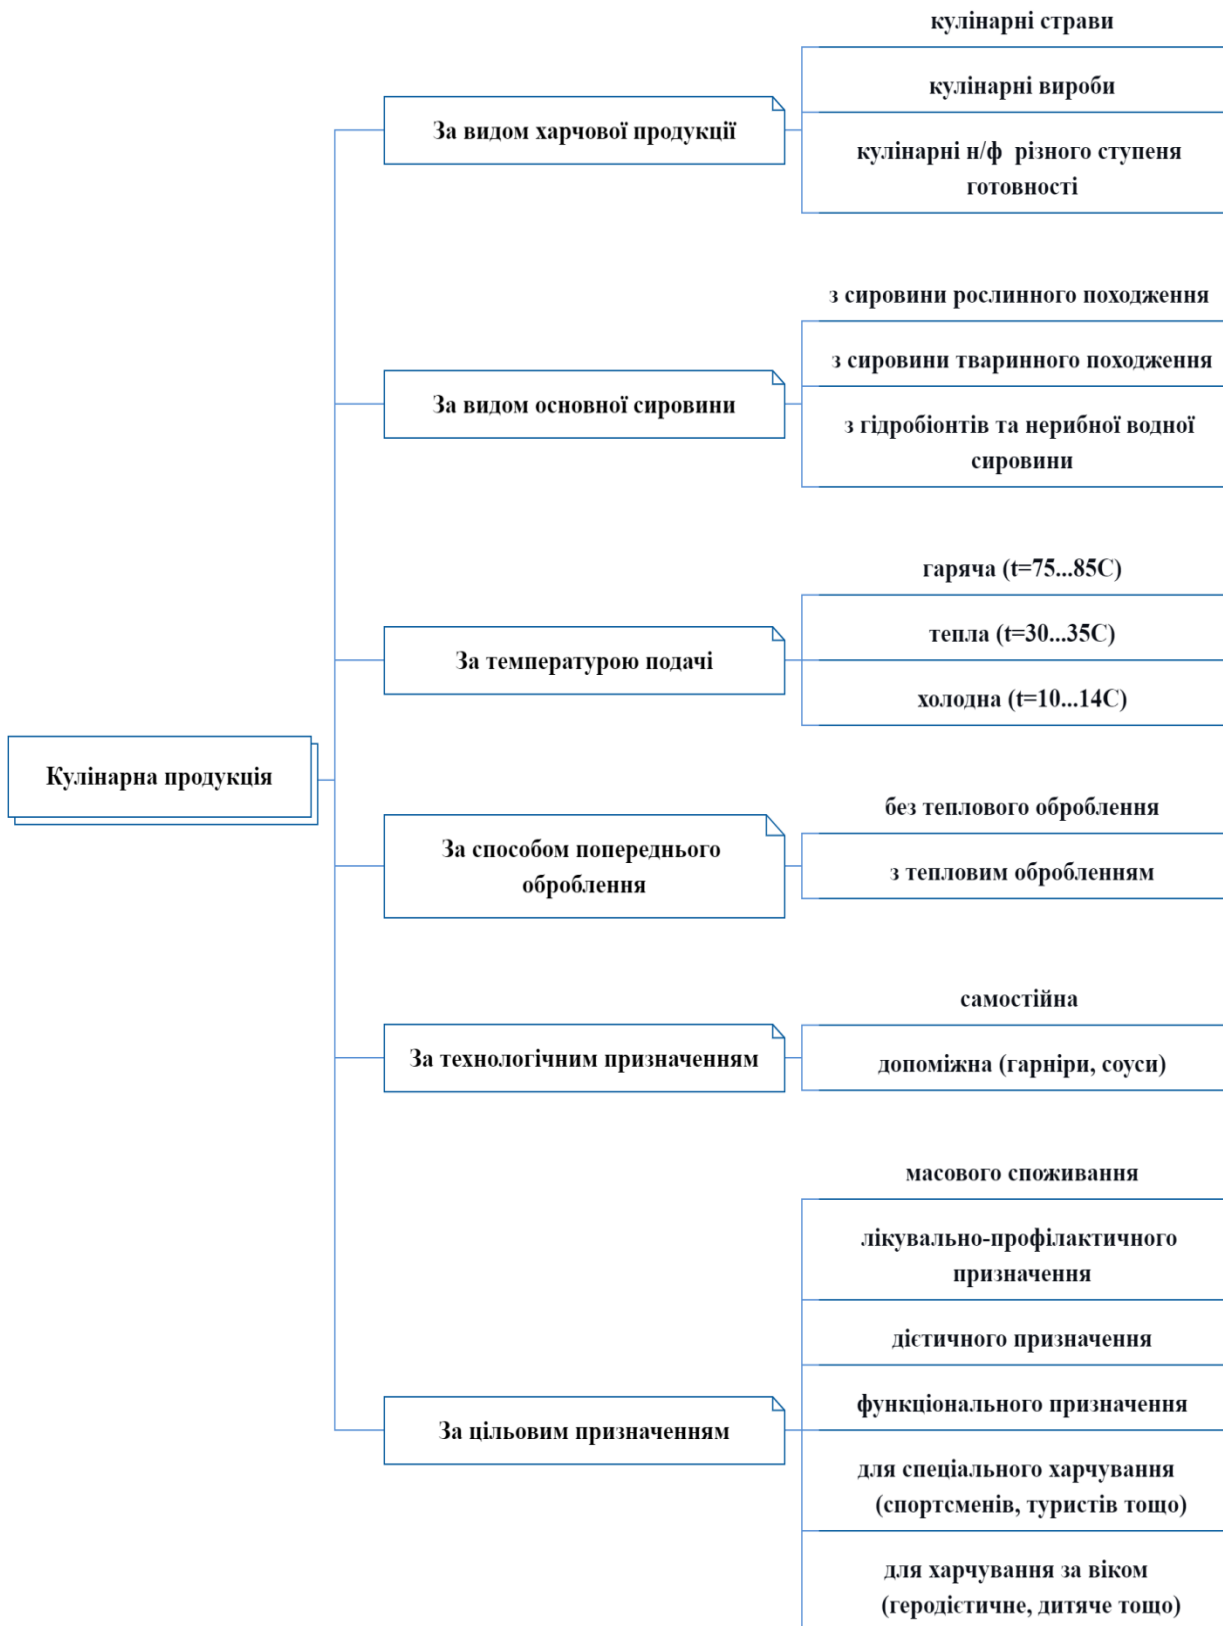 кулінарні страви
кулінарні вироби
За видом харчової продукції
кулінарні н/ф різного ступеня
готовності
з сировини рослинного походження
з сировини тваринного походження
За видом основної сировини
з гідробіонтів та нерибної водної
сировини
гаряча (t=75...85С)
тепла (t=30...35С)
За температурою подачі
холодна (t=10...14С)
Кулінарна продукція
без теплового оброблення
За способом попереднього
оброблення
з тепловим обробленням
самостійна
За технологічним призначенням
допоміжна (гарніри, соуси)
масового споживання
лікувально-профілактичного
призначення
дієтичного призначення
функціонального призначення
За цільовим призначенням
для спеціального харчування
(спортсменів, туристів тощо)
для харчування за віком
(геродієтичне, дитяче тощо)